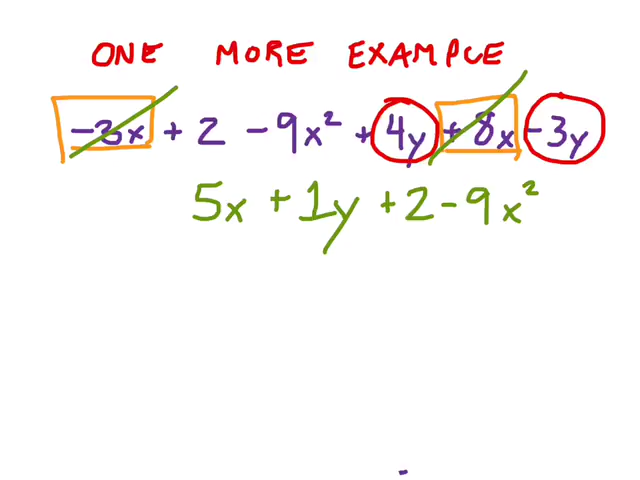 ONE MORE EXAMPLE
-3x + 2 - 9x² + 4y + 8x - 3y
5x + 1y + 2 - 9x²